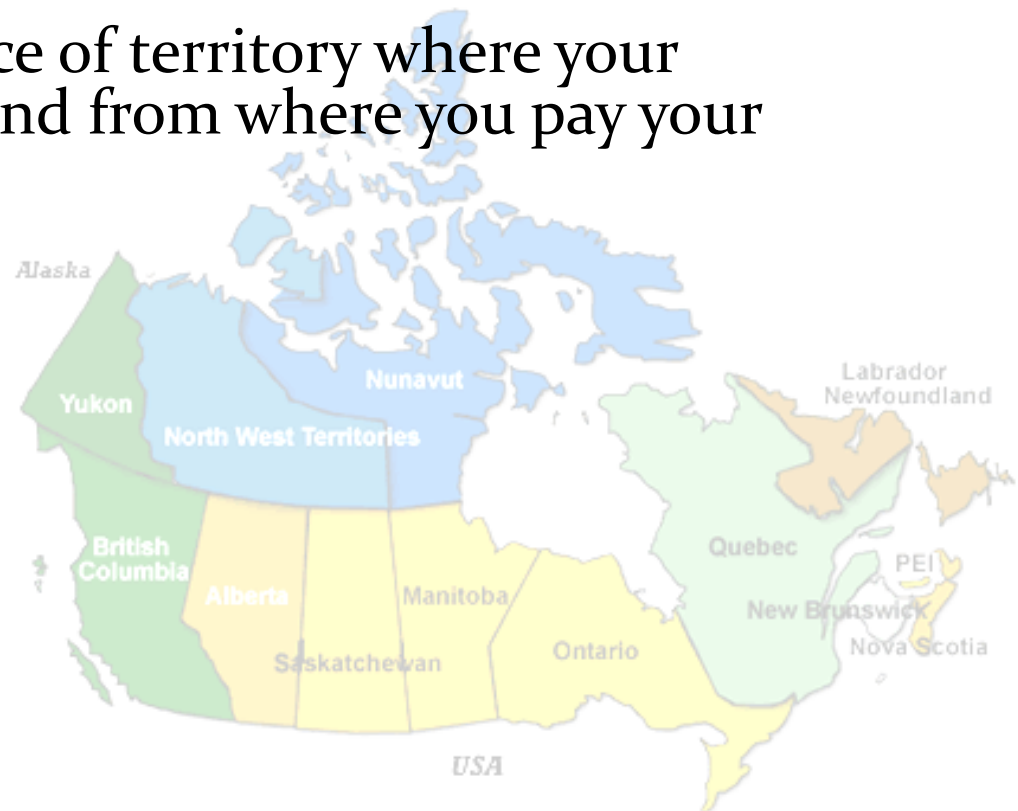 ce of territory where your
nd from where you pay your
Alaska
Labrador
Newfoundland
Nunavut
Yukon
North West Territories
British
Columbia
Quebec
PEI
Alberta
Manitoba
New Brunswick
Ontario
Nova Scotia
Saskatchewan
USA